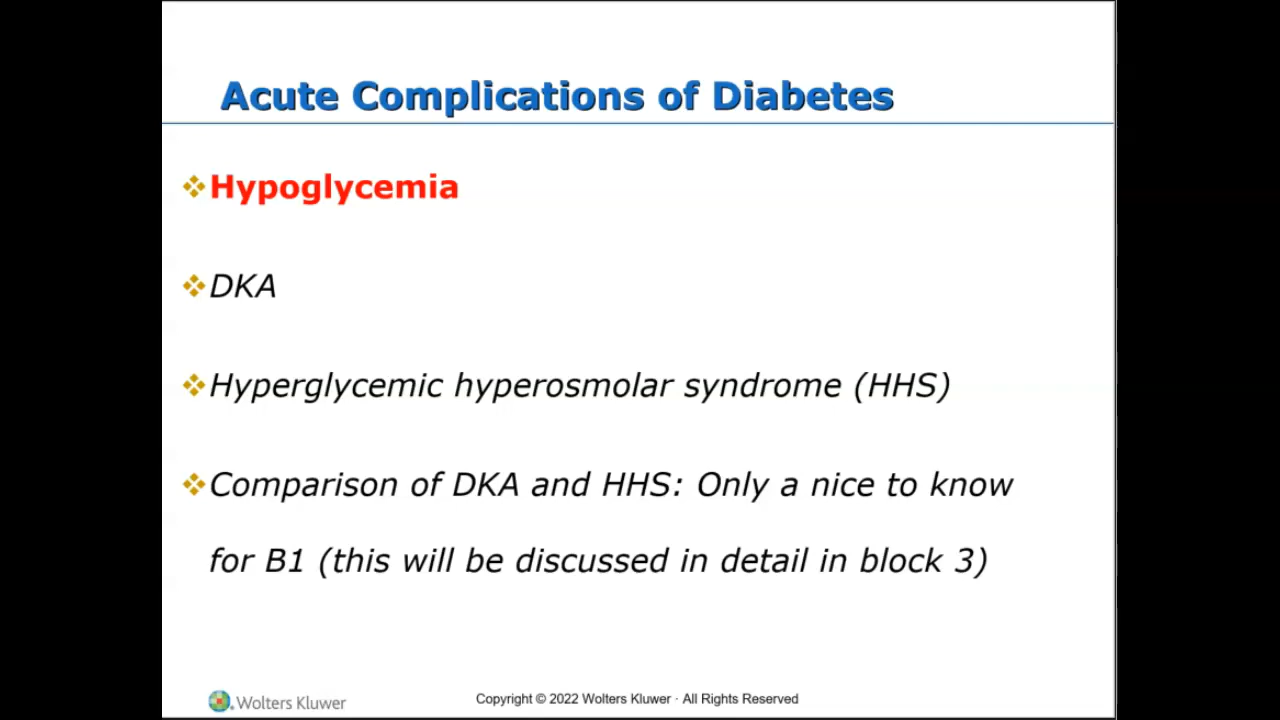 Acute Complications of Diabetes
❖Hypoglycemia
❖DKA
❖Hyperglycemic hyperosmolar syndrome (HHS)
❖Comparison of DKA and HHS: Only a nice to know
for B1 (this will be discussed in detail in block 3)
Wolters Kluwer
Copyright © 2022 Wolters Kluwer · All Rights Reserved